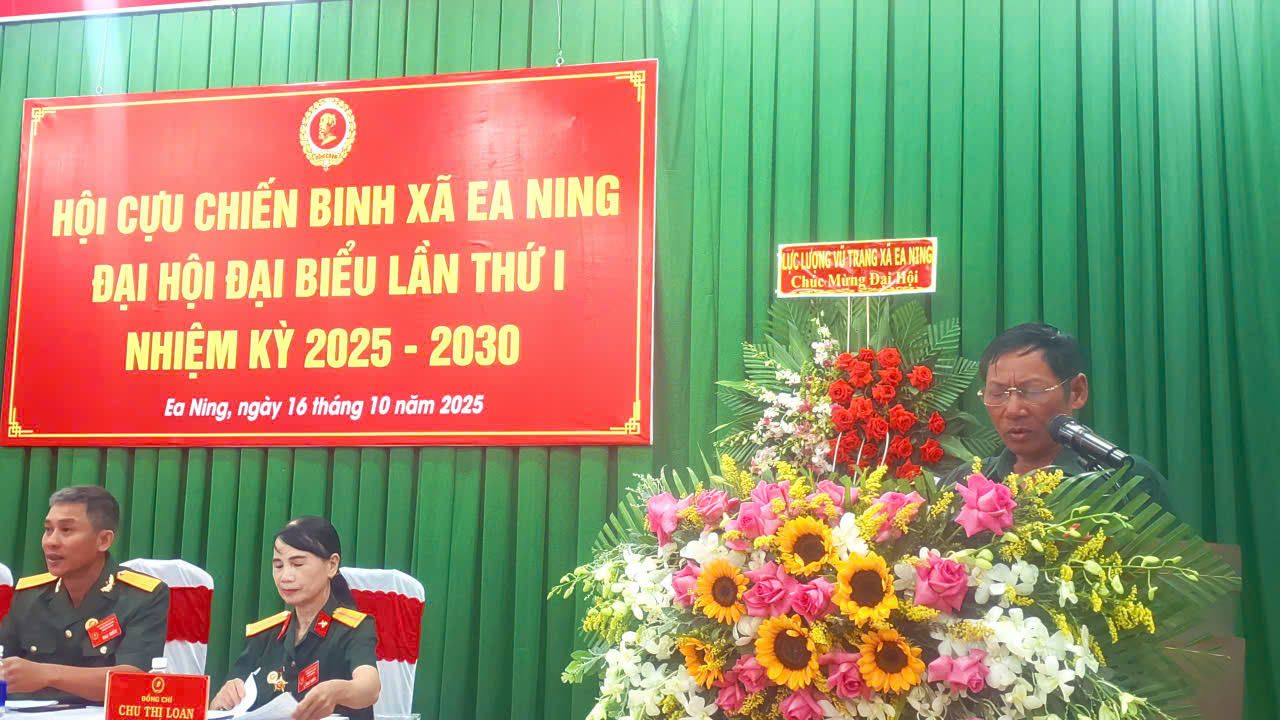 HỘI CỰU CHIẾN BINH XÃ EA NING
ĐẠI HỘI ĐẠI BIỂU LẦN THỨ I
NHIỆM KỲ 2025 - 2030
Ea Ning, ngày 16 tháng 10 năm 2025
LỰC LƯỢNG VŨ TRANG XÃ EA NING
Chúc Mừng Đại Hội
ĐỒNG CHÍ
CHU THỊ LOAN